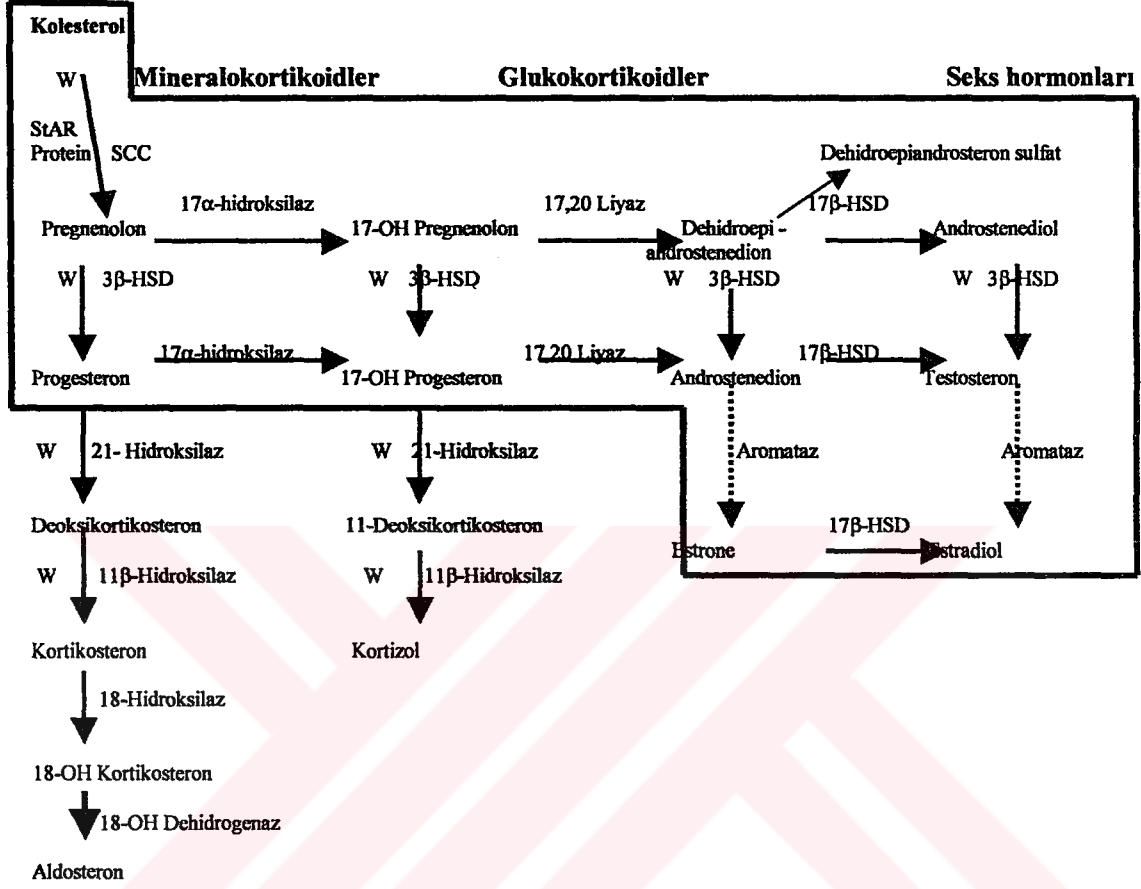 Kolesterol
W Mineralokortikoidler Glukokortikoidler Seks hormonları
StAR
Protein SCC Dehidroepiandrosteron sulfat
17α-hidroksilaz 17,20 Liyaz 17β-HSD
Pregnenolon 17-OH Pregnenolon Dehidroepi - Androstenediol
androstenedion
W 3β-HSD W 3β-HSD W 3β-HSD W 3β-HSD
17α-hidroksilaz 17,20 Liyaz 17β-HSD
Progesteron 17-OH Progesteron Androstenedion Testosteron
W 21- Hidroksilaz W 21-Hidroksilaz Aromataz Aromataz
Deoksikortikosteron 11-Deoksikortikosteron 17β-HSD
Estrone Estradiol
W 11β-Hidroksilaz W 11β-Hidroksilaz
Kortikosteron Kortizol
18-Hidroksilaz
18-OH Kortikosteron
18-OH Dehidrogenaz
Aldosteron